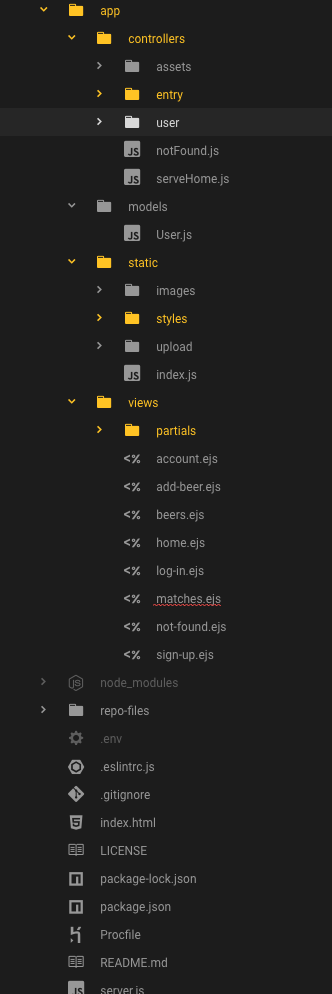 app
controllers
assets
entry
user
notFound.js
serveHome.js
models
User.js
static
images
styles
upload
index.js
views
partials
account.ejs
add-beer.ejs
beers.ejs
home.ejs
log-in.ejs
matches.ejs
not-found.ejs
sign-up.ejs
node_modules
repo-files
.env
.eslintrc.js
.gitignore
index.html
LICENSE
package-lock.json
package.json
Procfile
README.md
server.js